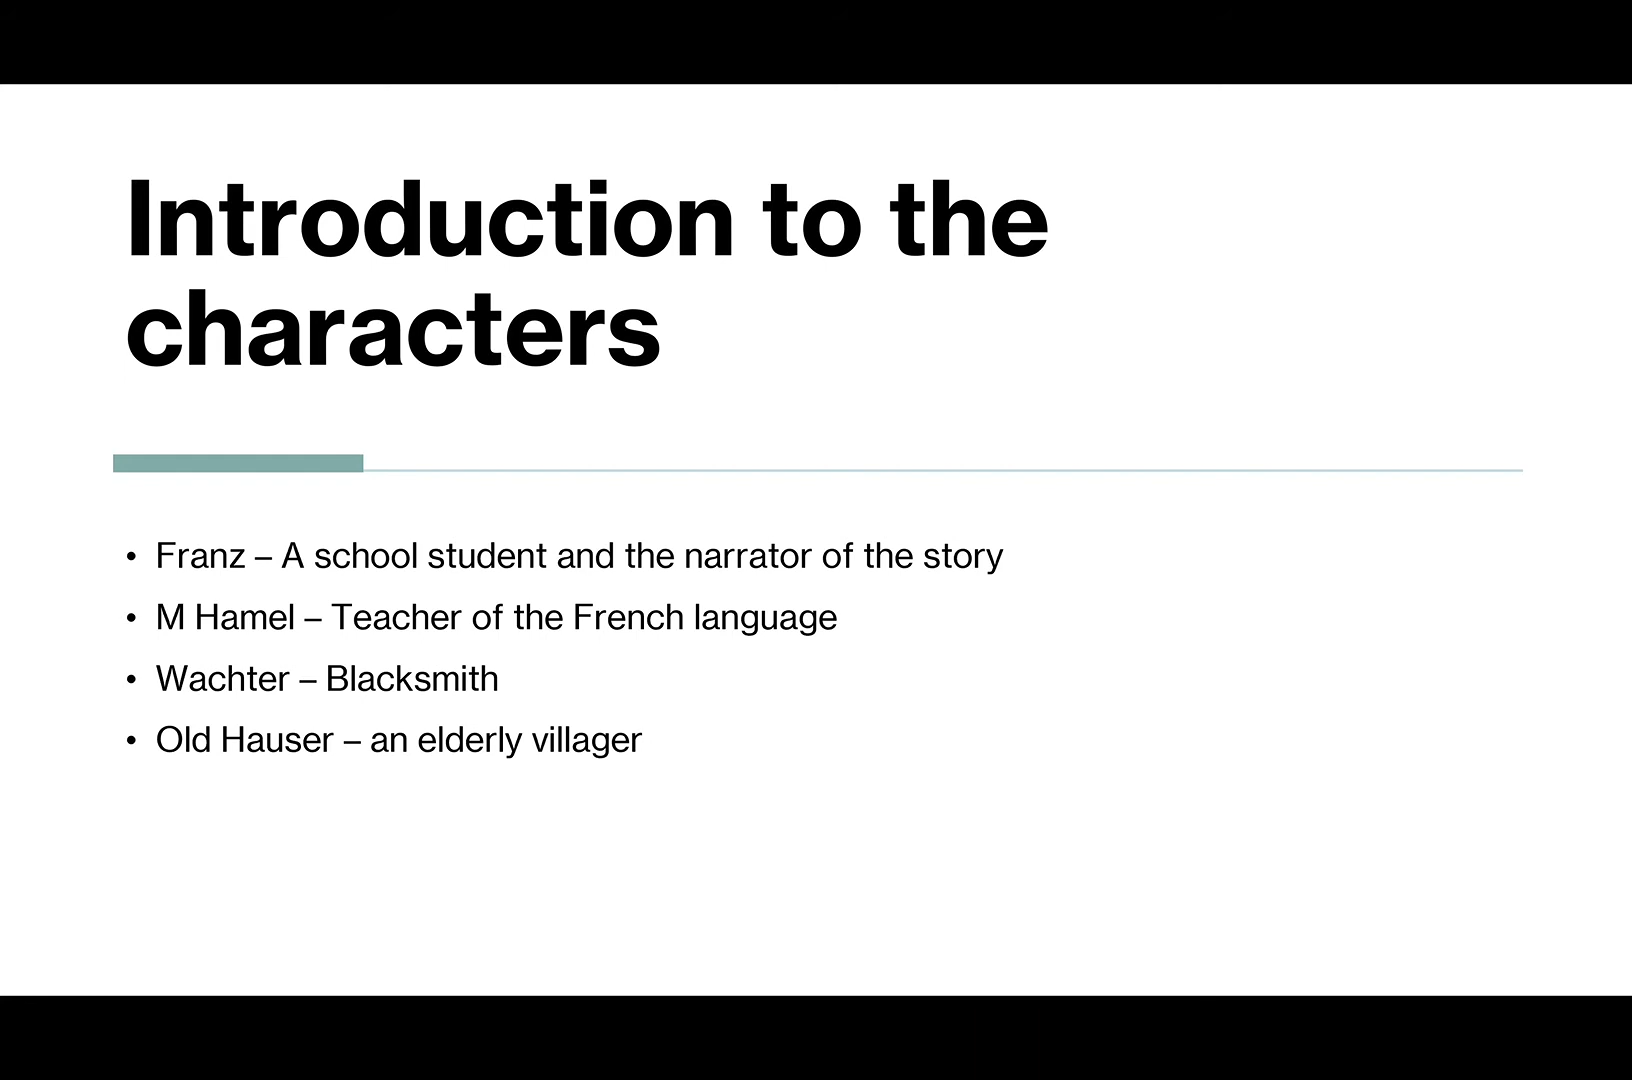 Introduction to the
characters
• Franz – A school student and the narrator of the story
• M Hamel – Teacher of the French language
• Wachter – Blacksmith
• Old Hauser – an elderly villager